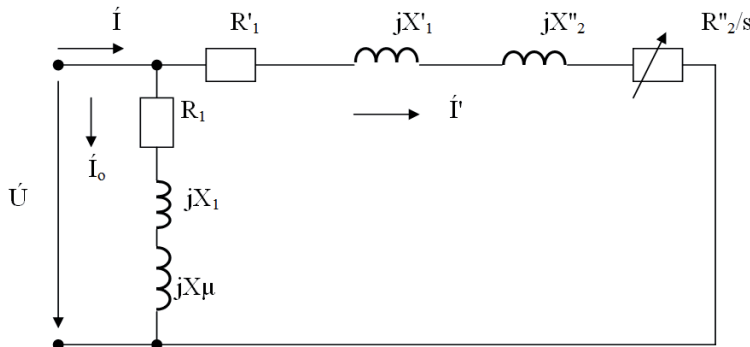 Í
R'₁
jX'₁
jX"₂
R"₂/s
R₁
Í'
Íₒ
Ú
jX₁
jXμ